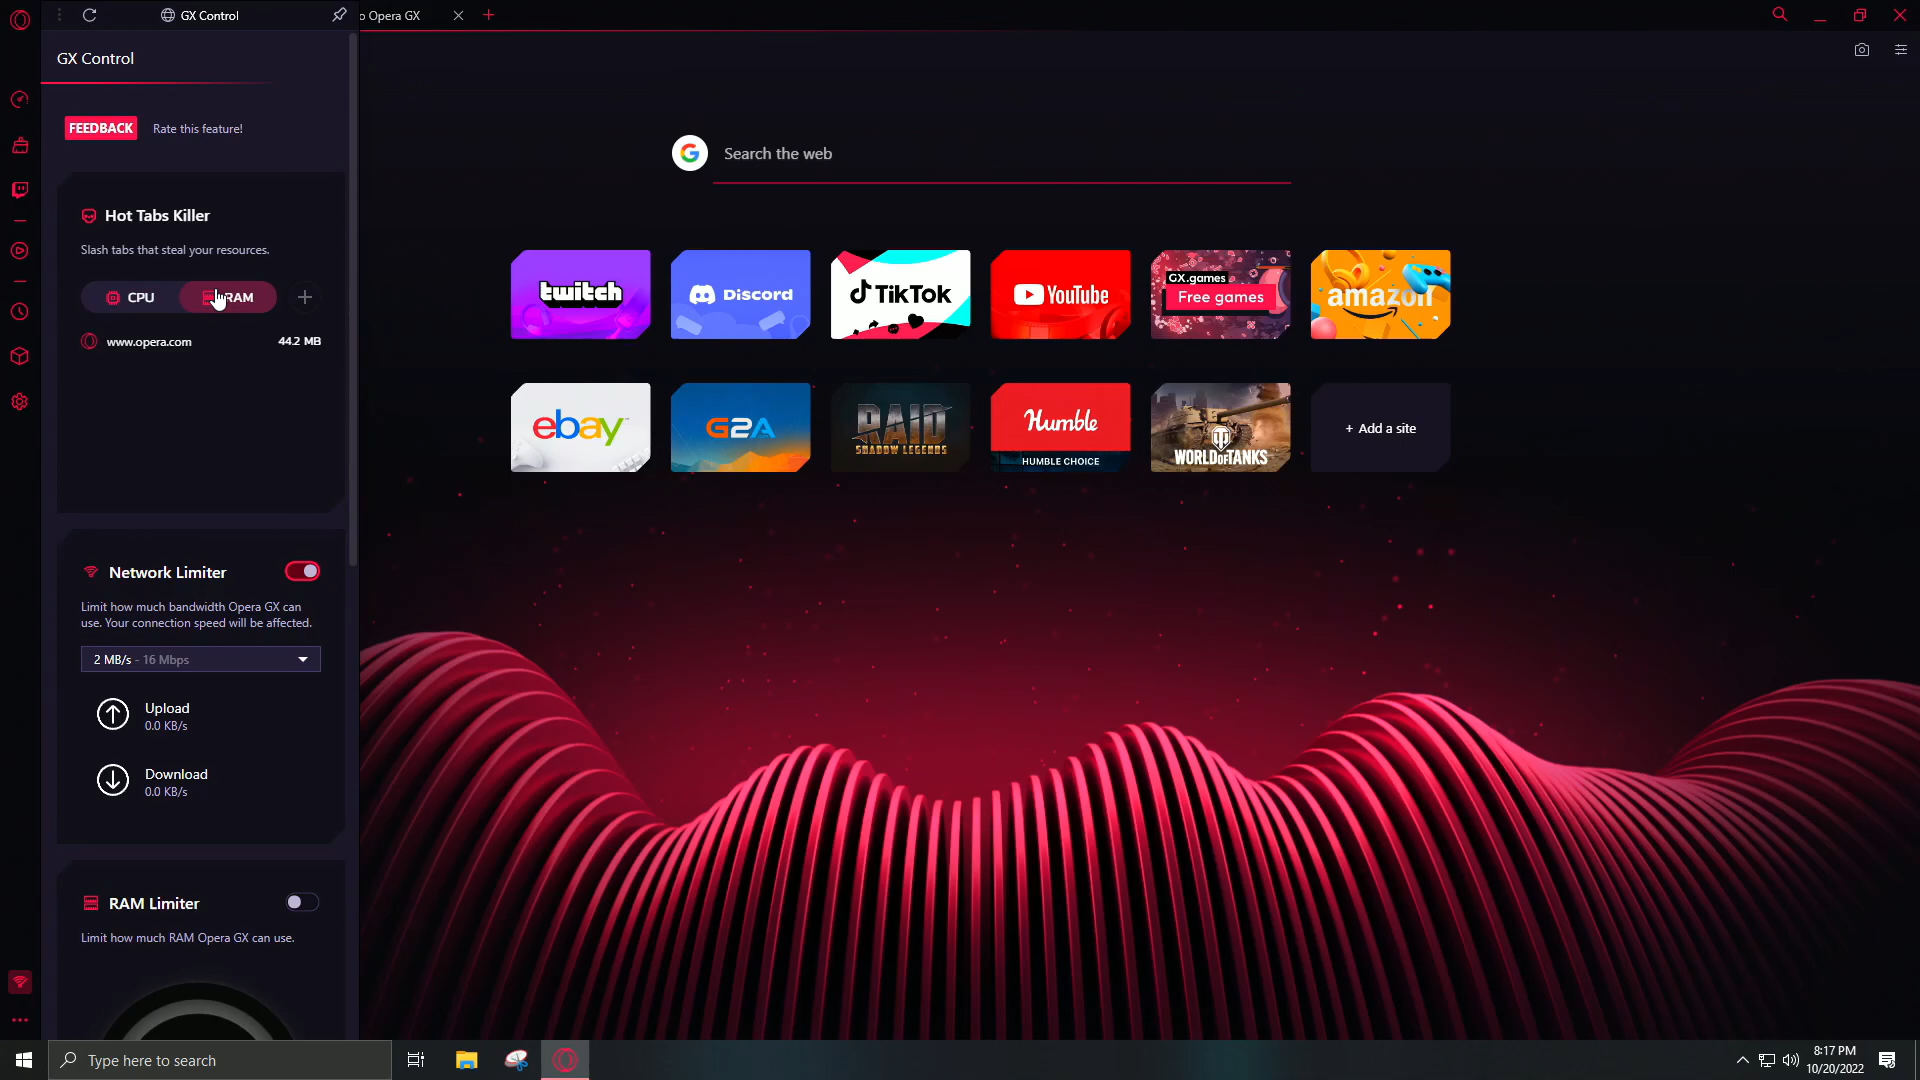 GX Control
o Opera GX
GX Control
FEEDBACK
Rate this feature!
Hot Tabs Killer
Slash tabs that steal your resources.
CPU
RAM
www.opera.com
44.2 MB
Network Limiter
Limit how much bandwidth Opera GX can
use. Your connection speed will be affected.
2 MB/s - 16 Mbps
Upload
0.0 KB/s
Download
0.0 KB/s
RAM Limiter
Limit how much RAM Opera GX can use.
Search the web
twitch
Discord
TikTok
YouTube
GX.games
Free games
amazon
ebay
G2A
RAID
SHADOW LEGENDS
Humble
HUMBLE CHOICE
WORLD OF TANKS
+ Add a site
Type here to search
8:17 PM
10/20/2022